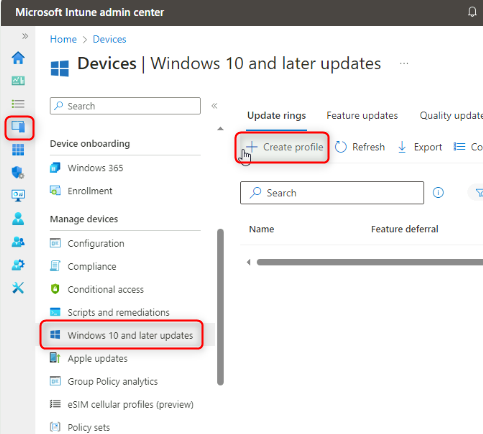 Microsoft Intune admin center
Home > Devices
Devices | Windows 10 and later updates ...
Search
Update rings Feature updates Quality updat
Device onboarding
Create profile Refresh Export Co
Windows 365
Enrollment
Search
Manage devices
Name Feature deferral
Configuration
Compliance
Conditional access
Scripts and remediations
Windows 10 and later updates
Apple updates
Group Policy analytics
eSIM cellular profiles (preview)
Policy sets